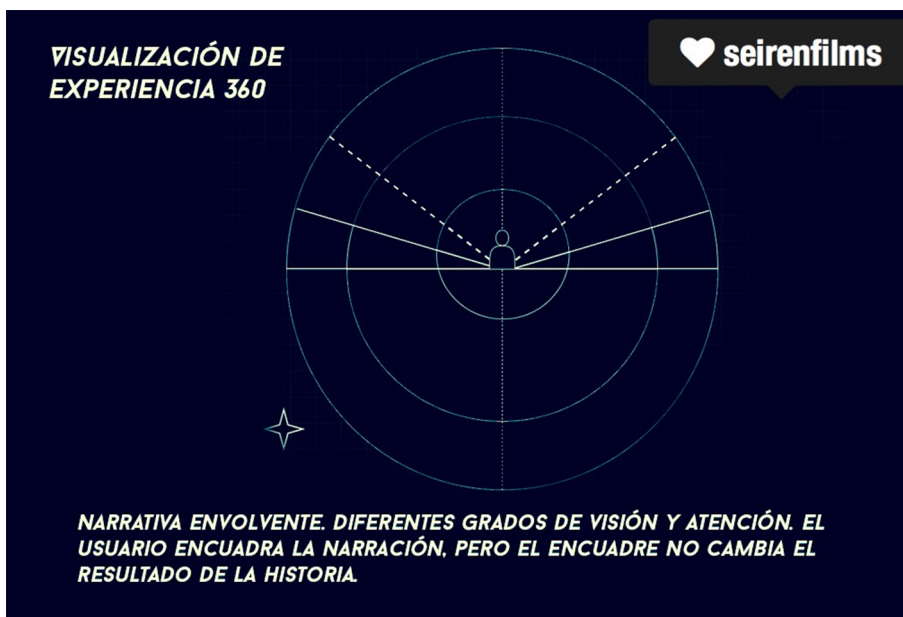 VISUALIZACIÓN DE
EXPERIENCIA 360
seirenfilms
NARRATIVA ENVOLVENTE. DIFERENTES GRADOS DE VISIÓN Y ATENCIÓN. EL
USUARIO ENCUADRA LA NARRACIÓN, PERO EL ENCUADRE NO CAMBIA EL
RESULTADO DE LA HISTORIA.